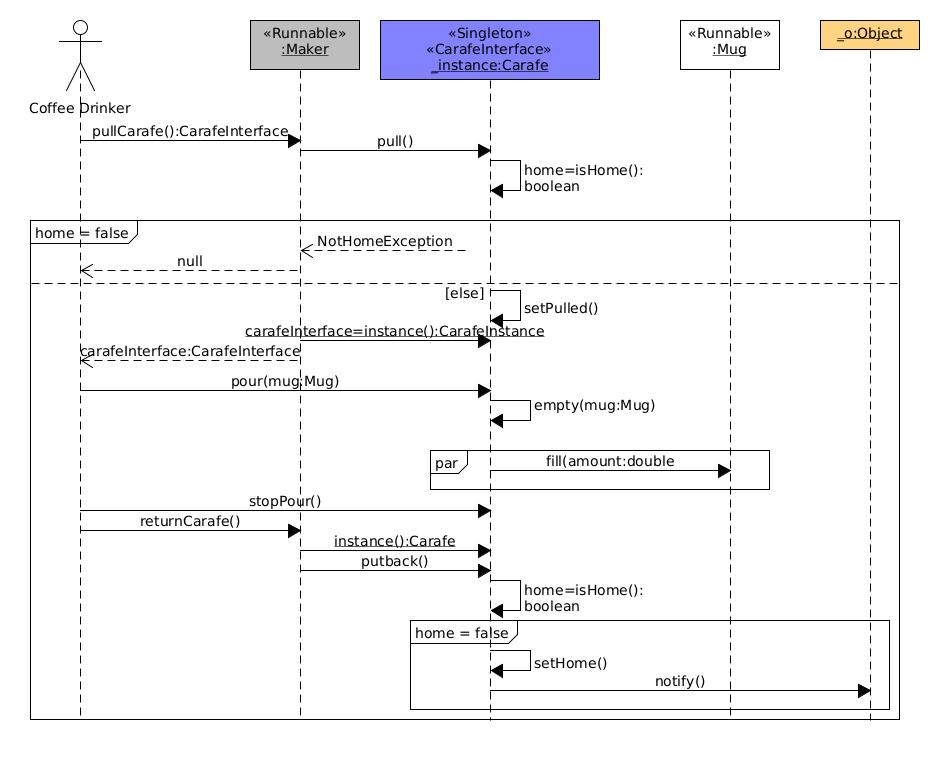 «Runnable»
:Maker
«Singleton»
«CarafeInterface»
_instance:Carafe
«Runnable»
:Mug
_o:Object
Coffee Drinker
pullCarafe():CarafeInterface
pull()
home=isHome():
boolean
home = false
NotHomeException
null
[else]
setPulled()
carafeInterface=instance():CarafeInstance
carafeInterface:CarafeInterface
pour(mug:Mug)
empty(mug:Mug)
par
fill(amount:double
stopPour()
returnCarafe()
instance():Carafe
putback()
home=isHome():
boolean
home = false
setHome()
notify()